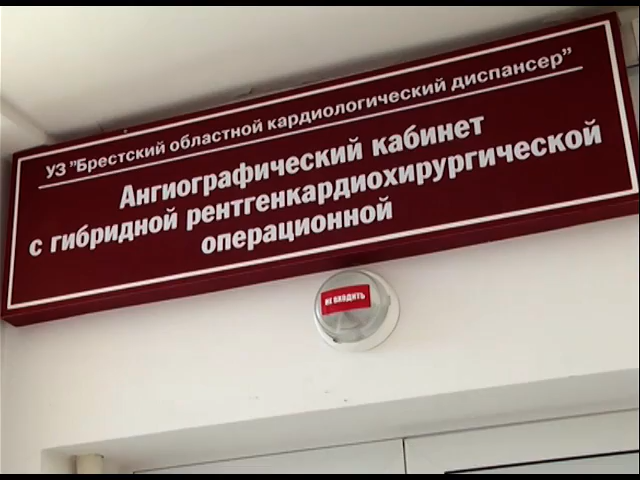 УЗ "Брестский областной кардиологический диспансер"
Ангиографический кабинет
с гибридной рентгенкардиохирургической
операционной
НЕ ВХОДИТЬ